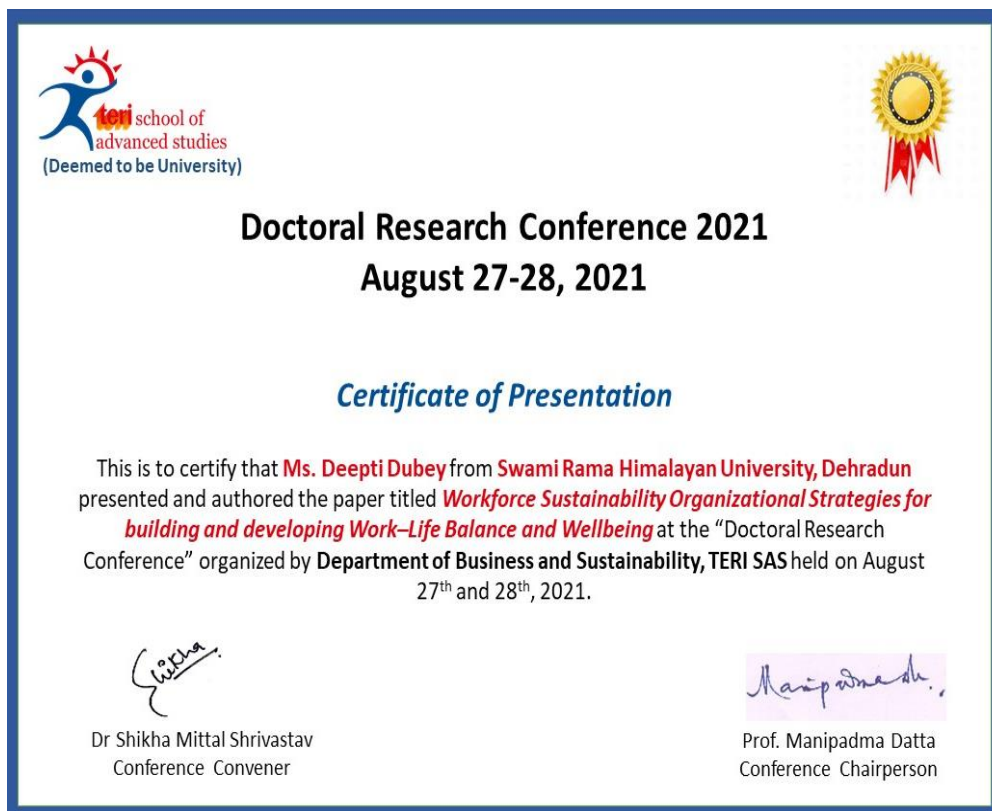 teri school of
advanced studies
(Deemed to be University)
Doctoral Research Conference 2021
August 27-28, 2021
Certificate of Presentation
This is to certify that Ms. Deepti Dubey from Swami Rama Himalayan University, Dehradun
presented and authored the paper titled Workforce Sustainability Organizational Strategies for
building and developing Work–Life Balance and Wellbeing at the “Doctoral Research
Conference” organized by Department of Business and Sustainability, TERI SAS held on August
27th and 28th, 2021.
Shikha
Dr Shikha Mittal Shrivastav
Conference Convener
Prof. Manipadma Datta
Conference Chairperson